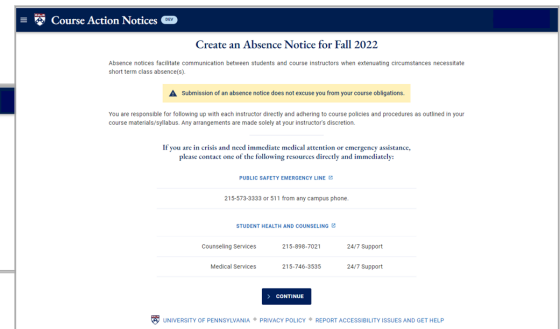 Course Action Notices DEV
Create an Absence Notice for Fall 2022
Absence notices facilitate communication between students and course instructors when extenuating circumstances necessitate
short term class absence(s).
Submission of an absence notice does not excuse you from your course obligations.
You are responsible for following up with each instructor directly and adhering to course policies and procedures as outlined in your
course materials/syllabus. Any arrangements are made solely at your instructor's discretion.
If you are in crisis and need immediate medical attention or emergency assistance,
please contact one of the following resources directly and immediately:
PUBLIC SAFETY EMERGENCY LINE
215-573-3333 or 511 from any campus phone.
STUDENT HEALTH AND COUNSELING
Counseling Services 215-898-7021 24/7 Support
Medical Services 215-746-3535 24/7 Support
> CONTINUE
UNIVERSITY OF PENNSYLVANIA PRIVACY POLICY REPORT ACCESSIBILITY ISSUES AND GET HELP